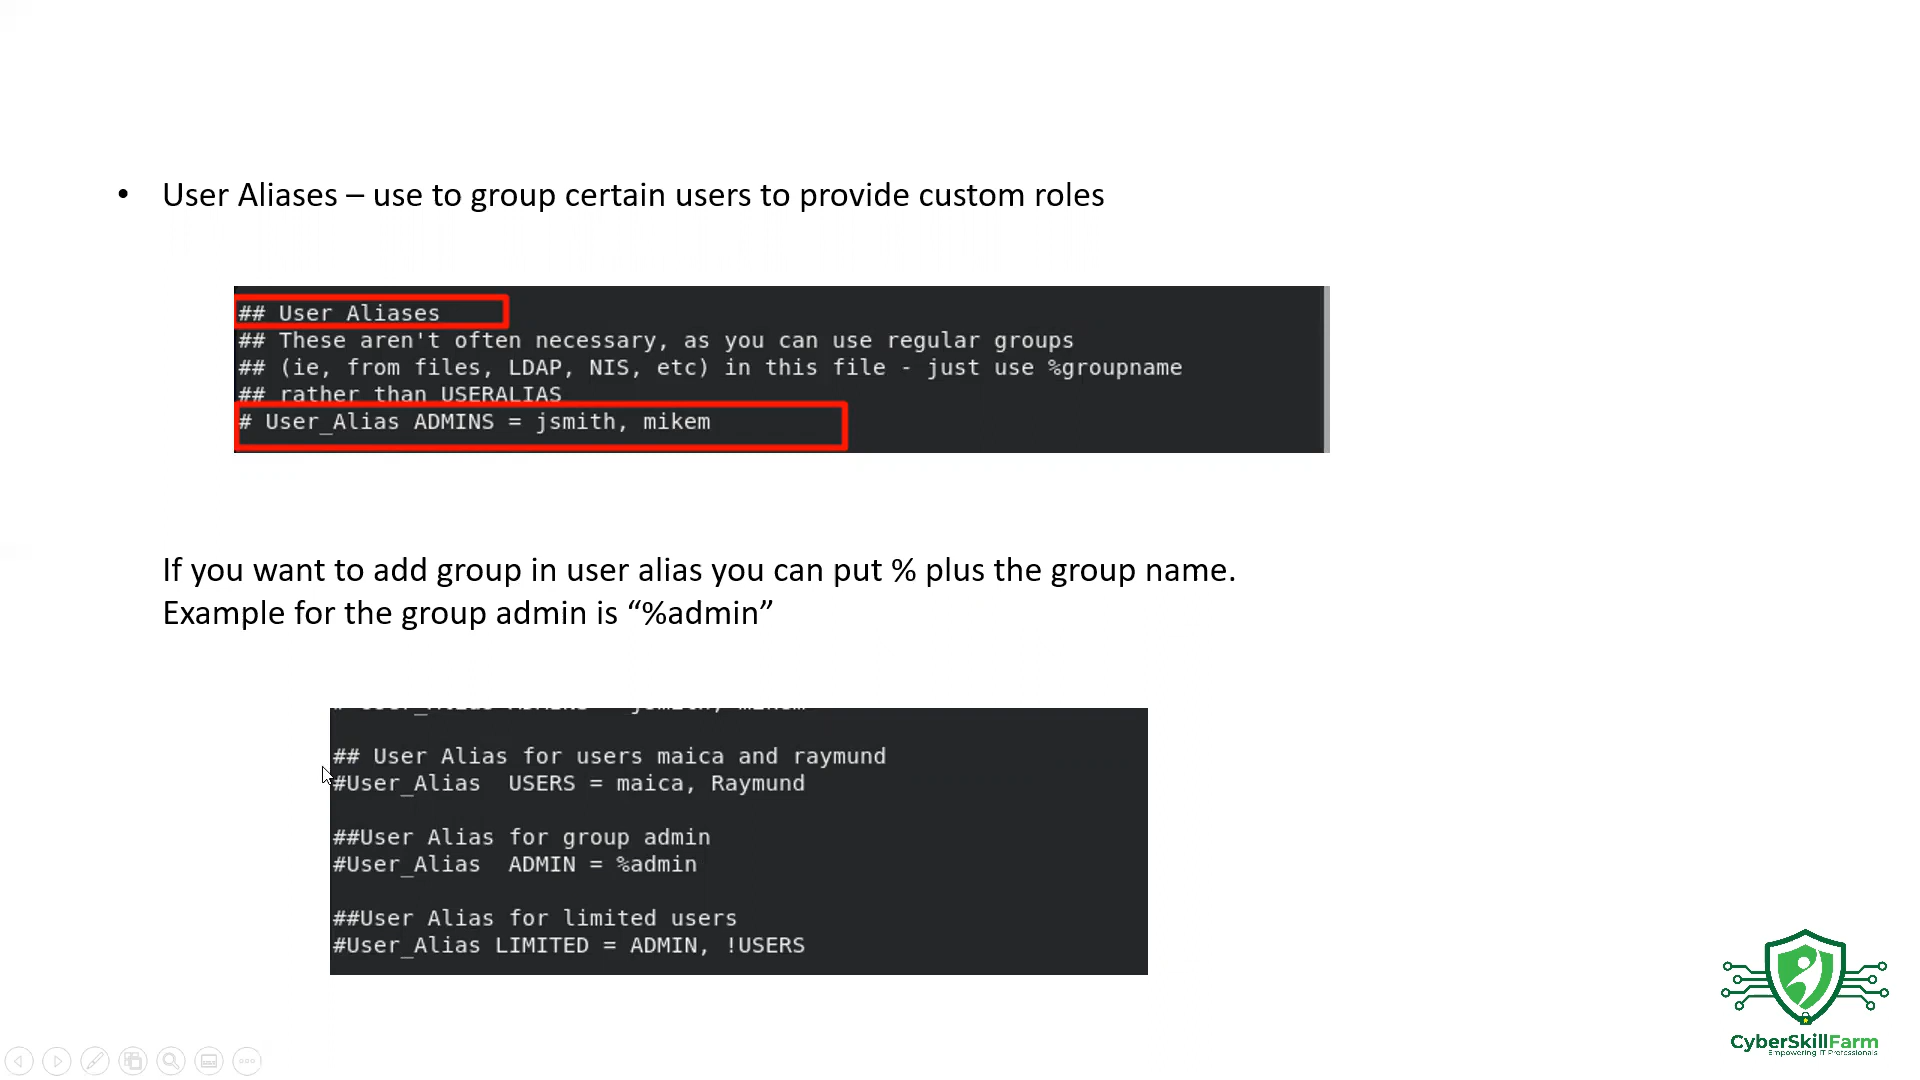 • User Aliases – use to group certain users to provide custom roles
## User Aliases
## These aren't often necessary, as you can use regular groups
## (ie, from files, LDAP, NIS, etc) in this file - just use %groupname
## rather than USERALIAS
# User_Alias ADMINS = jsmith, mikem
If you want to add group in user alias you can put % plus the group name.
Example for the group admin is “%admin”
## User Alias for users maica and raymund
#User_Alias  USERS = maica, Raymund
##User Alias for group admin
#User_Alias  ADMIN = %admin
##User Alias for limited users
#User_Alias LIMITED = ADMIN, !USERS
CyberSkillFarm
Empowering IT Professionals